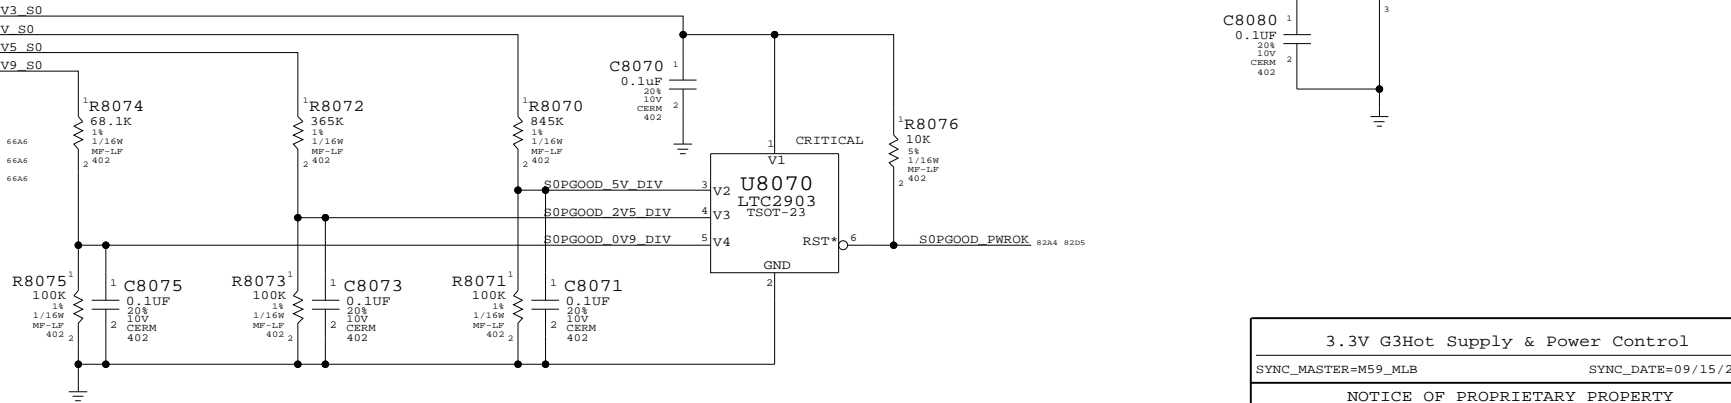 V3_S0
V_S0
V5_S0
V9_S0
66A6
66A6
66A6
1
R8074
68.1K
1%
1/16W
MF-LF
402
2
1
R8072
365K
1%
1/16W
MF-LF
402
2
1
R8070
845K
1%
1/16W
MF-LF
402
2
C8070
0.1uF
20%
10V
CERM
402
1
2
1
CRITICAL
V1
U8070
LTC2903
TSOT-23
S0PGOOD_5V_DIV
3
V2
S0PGOOD_2V5_DIV
4
V3
S0PGOOD_0V9_DIV
5
V4
RST*
6
GND
2
1
R8076
10K
5%
1/16W
MF-LF
402
2
S0PGOOD_PWROK
82A4 82D5
R8075
100K
1%
1/16W
MF-LF
402
1
2
1
2
C8075
0.1UF
20%
10V
CERM
402
R8073
100K
1%
1/16W
MF-LF
402
1
2
1
2
C8073
0.1UF
20%
10V
CERM
402
R8071
100K
1%
1/16W
MF-LF
402
1
2
1
2
C8071
0.1UF
20%
10V
CERM
402
C8080
0.1UF
20%
10V
CERM
402
1
2
3
3.3V G3Hot Supply & Power Control
SYNC_MASTER=M59_MLB
SYNC_DATE=09/15/2
NOTICE OF PROPRIETARY PROPERTY